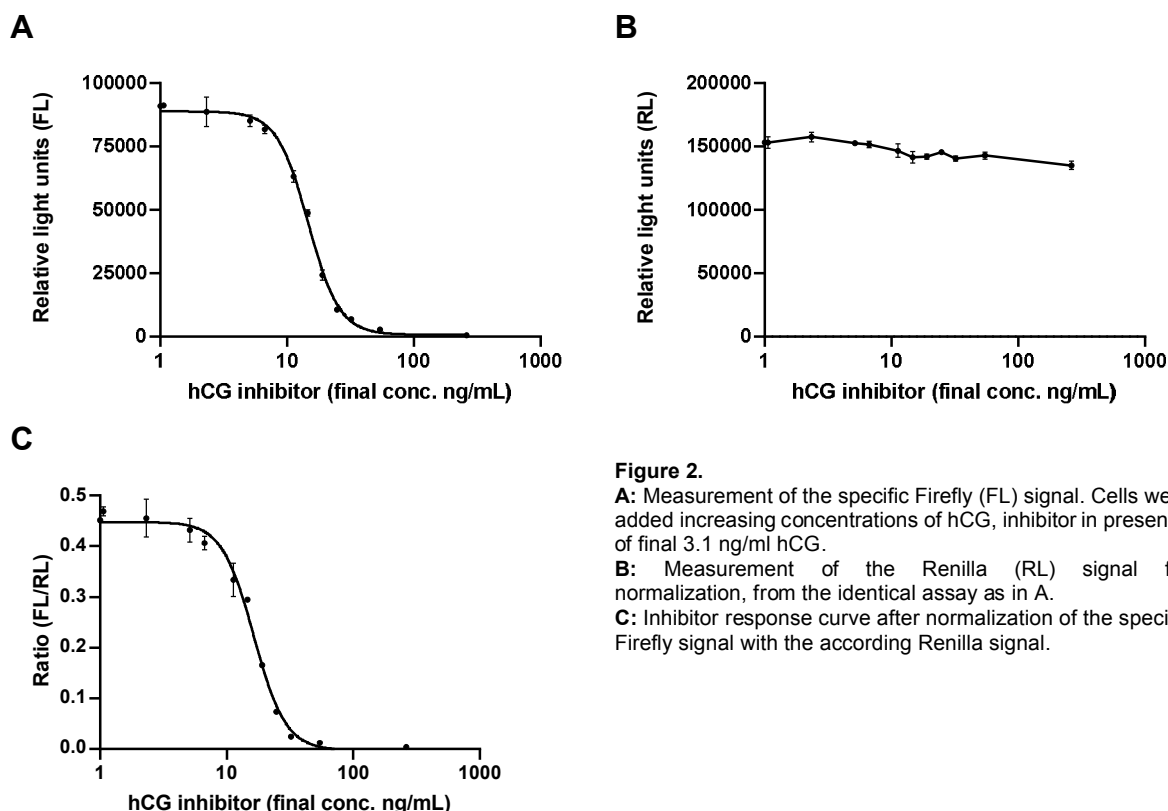 A
Relative light units (FL)
100000
75000
50000
25000
0
1 10 100 1000
hCG inhibitor (final conc. ng/mL)
B
Relative light units (RL)
200000
150000
100000
50000
0
1 10 100 1000
hCG inhibitor (final conc. ng/mL)
C
Ratio (FL/RL)
0.5
0.4
0.3
0.2
0.1
0.0
1 10 100 1000
hCG inhibitor (final conc. ng/mL)
Figure 2.
A: Measurement of the specific Firefly (FL) signal. Cells we
added increasing concentrations of hCG, inhibitor in presen
of final 3.1 ng/ml hCG.
B: Measurement of the Renilla (RL) signal f
normalization, from the identical assay as in A.
C: Inhibitor response curve after normalization of the speci
Firefly signal with the according Renilla signal.